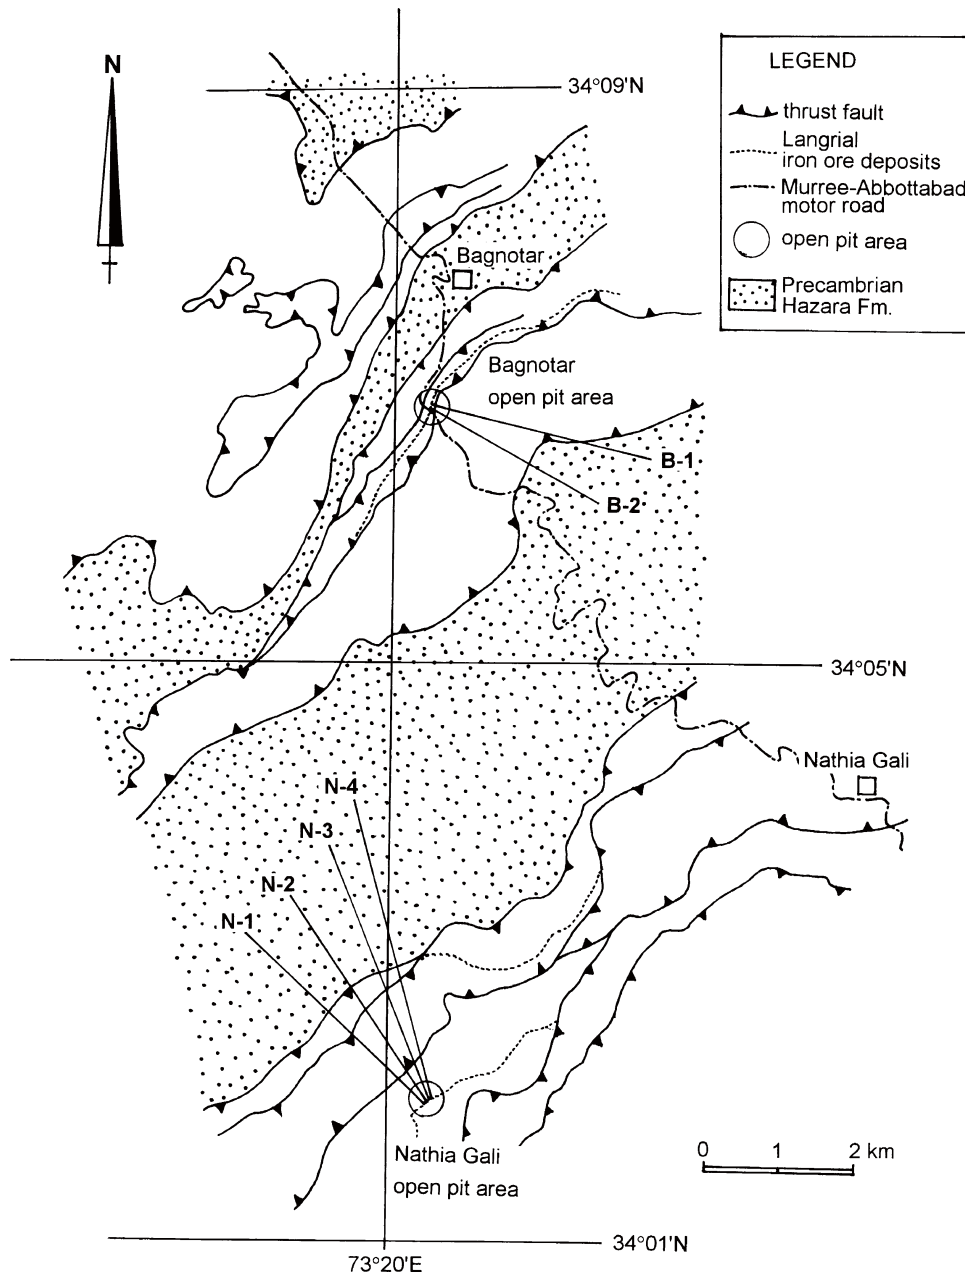 N
34°09'N
LEGEND
thrust fault
Langrial
iron ore deposits
Murree-Abbottabad
motor road
open pit area
Precambrian
Hazara Fm.
Bagnotar
Bagnotar
open pit area
B-1
B-2
34°05'N
Nathia Gali
N-4
N-3
N-2
N-1
Nathia Gali
open pit area
0 1 2 km
34°01'N
73°20'E